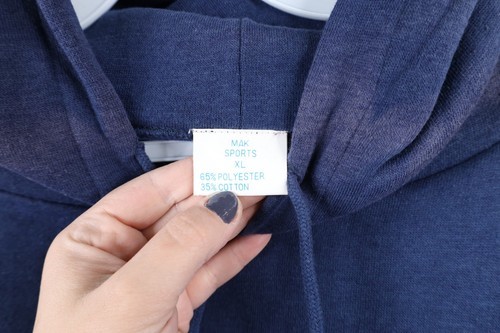 MAK
SPORTS
XL
65% POLYESTER
35% COTTON